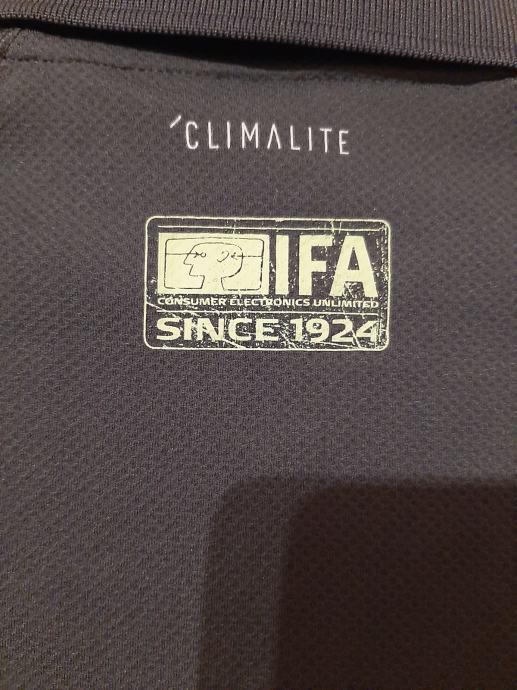 ´CLIMALITE
IFA
CONSUMER ELECTRONICS UNLIMITED
SINCE 1924